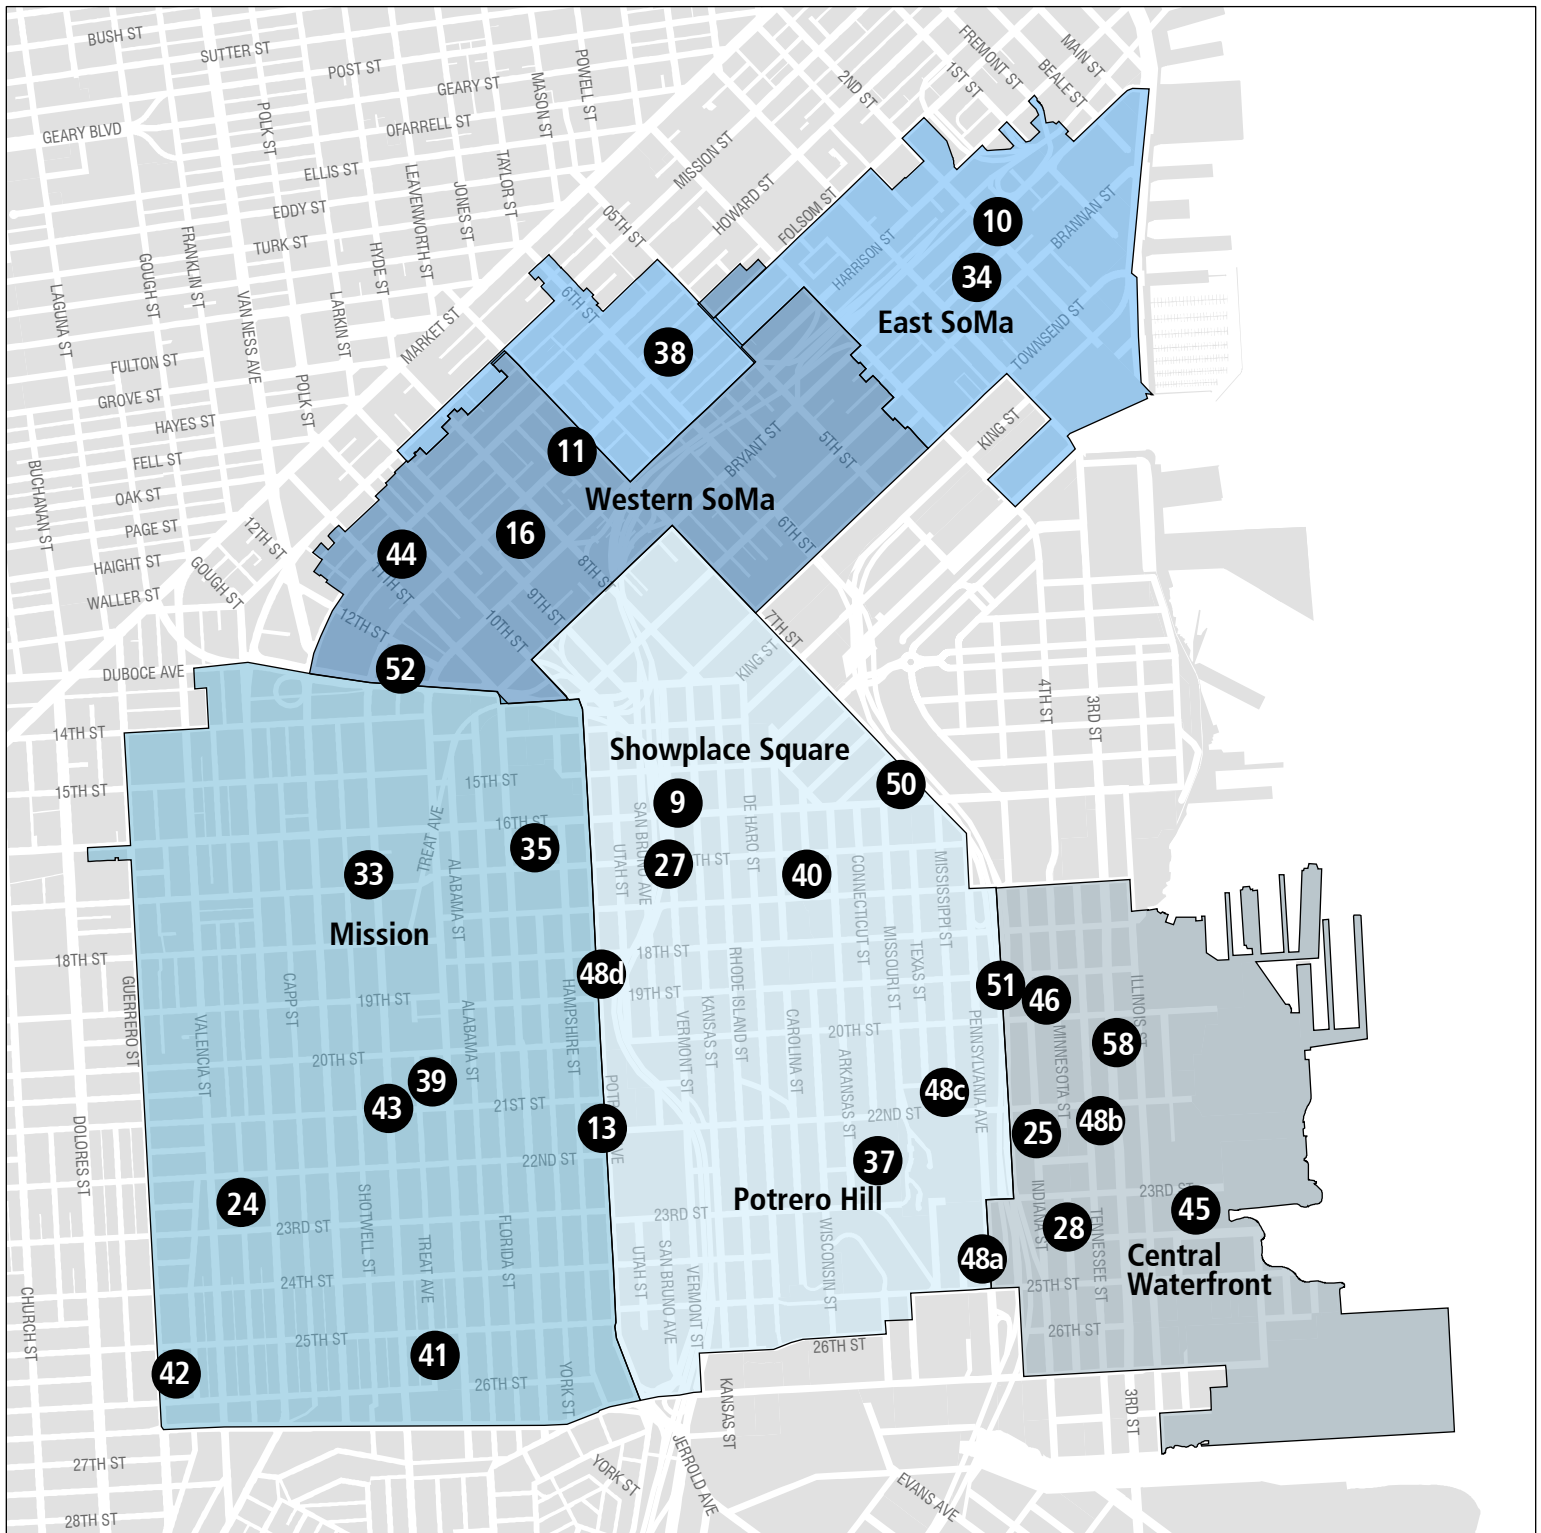 BUSH ST
SUTTER ST
POST ST
GEARY ST
POWELL ST
MASON ST
GEARY BLVD
POLK ST
OFARRELL ST
ELLIS ST
TAYLOR ST
LEAVENWORTH ST
JONES ST
EDDY ST
TURK ST
HYDE ST
FRANKLIN ST
GOUGH ST
LAGUNA ST
VAN NESS AVE
LARKIN ST
MARKET ST
FULTON ST
GROVE ST
POLK ST
HAYES ST
FELL ST
OAK ST
BUCHANAN ST
PAGE ST
HAIGHT ST
WALLER ST
12TH ST
GOUGH ST
DUBOCE AVE
2ND ST
1ST ST
FREMONT ST
BEALE ST
MAIN ST
MISSION ST
HOWARD ST
FOLSOM ST
05TH ST
HARRISON ST
BRANNAN ST
TOWNSEND ST
KING ST
6TH ST
10
34
East SoMa
38
11
Western SoMa
BRYANT ST
5TH ST
6TH ST
16
44
11TH ST
12TH ST
8TH ST
9TH ST
10TH ST
52
7TH ST
KING ST
4TH ST
3RD ST
14TH ST
15TH ST
15TH ST
16TH ST
TREAT AVE
ALABAMA ST
35
33
Mission
18TH ST
GUERRERO ST
CAPP ST
19TH ST
VALENCIA ST
ALABAMA ST
HAMPSHIRE ST
20TH ST
39
43
21ST ST
DOLORES ST
22ND ST
24
SHOTWELL ST
23RD ST
TREAT AVE
FLORIDA ST
24TH ST
CHURCH ST
25TH ST
41
42
26TH ST
YORK ST
27TH ST
28TH ST
Showplace Square
50
9
SAN BRUNO AVE
DE HARO ST
UTAH ST
27
TH ST
40
CONNECTICUT ST
MISSISSIPPI ST
18TH ST
48d
19TH ST
RHODE ISLAND ST
MISSOURI ST
TEXAS ST
KANSAS ST
VERMONT ST
CAROLINA ST
20TH ST
ARKANSAS ST
PENNSYLVANIA AVE
48c
22ND ST
13
37
Potrero Hill
23RD ST
WISCONSIN ST
UTAH ST
SAN BRUNO AVE
VERMONT ST
48a
26TH ST
KANSAS ST
YORK ST
JERROLD AVE
EVANS AVE
51
46
ILLINOIS ST
58
MINNESOTA ST
48b
25
INDIANA ST
23RD ST
45
28
TENNESSEE ST
Central
Waterfront
25TH ST
26TH ST
3RD ST